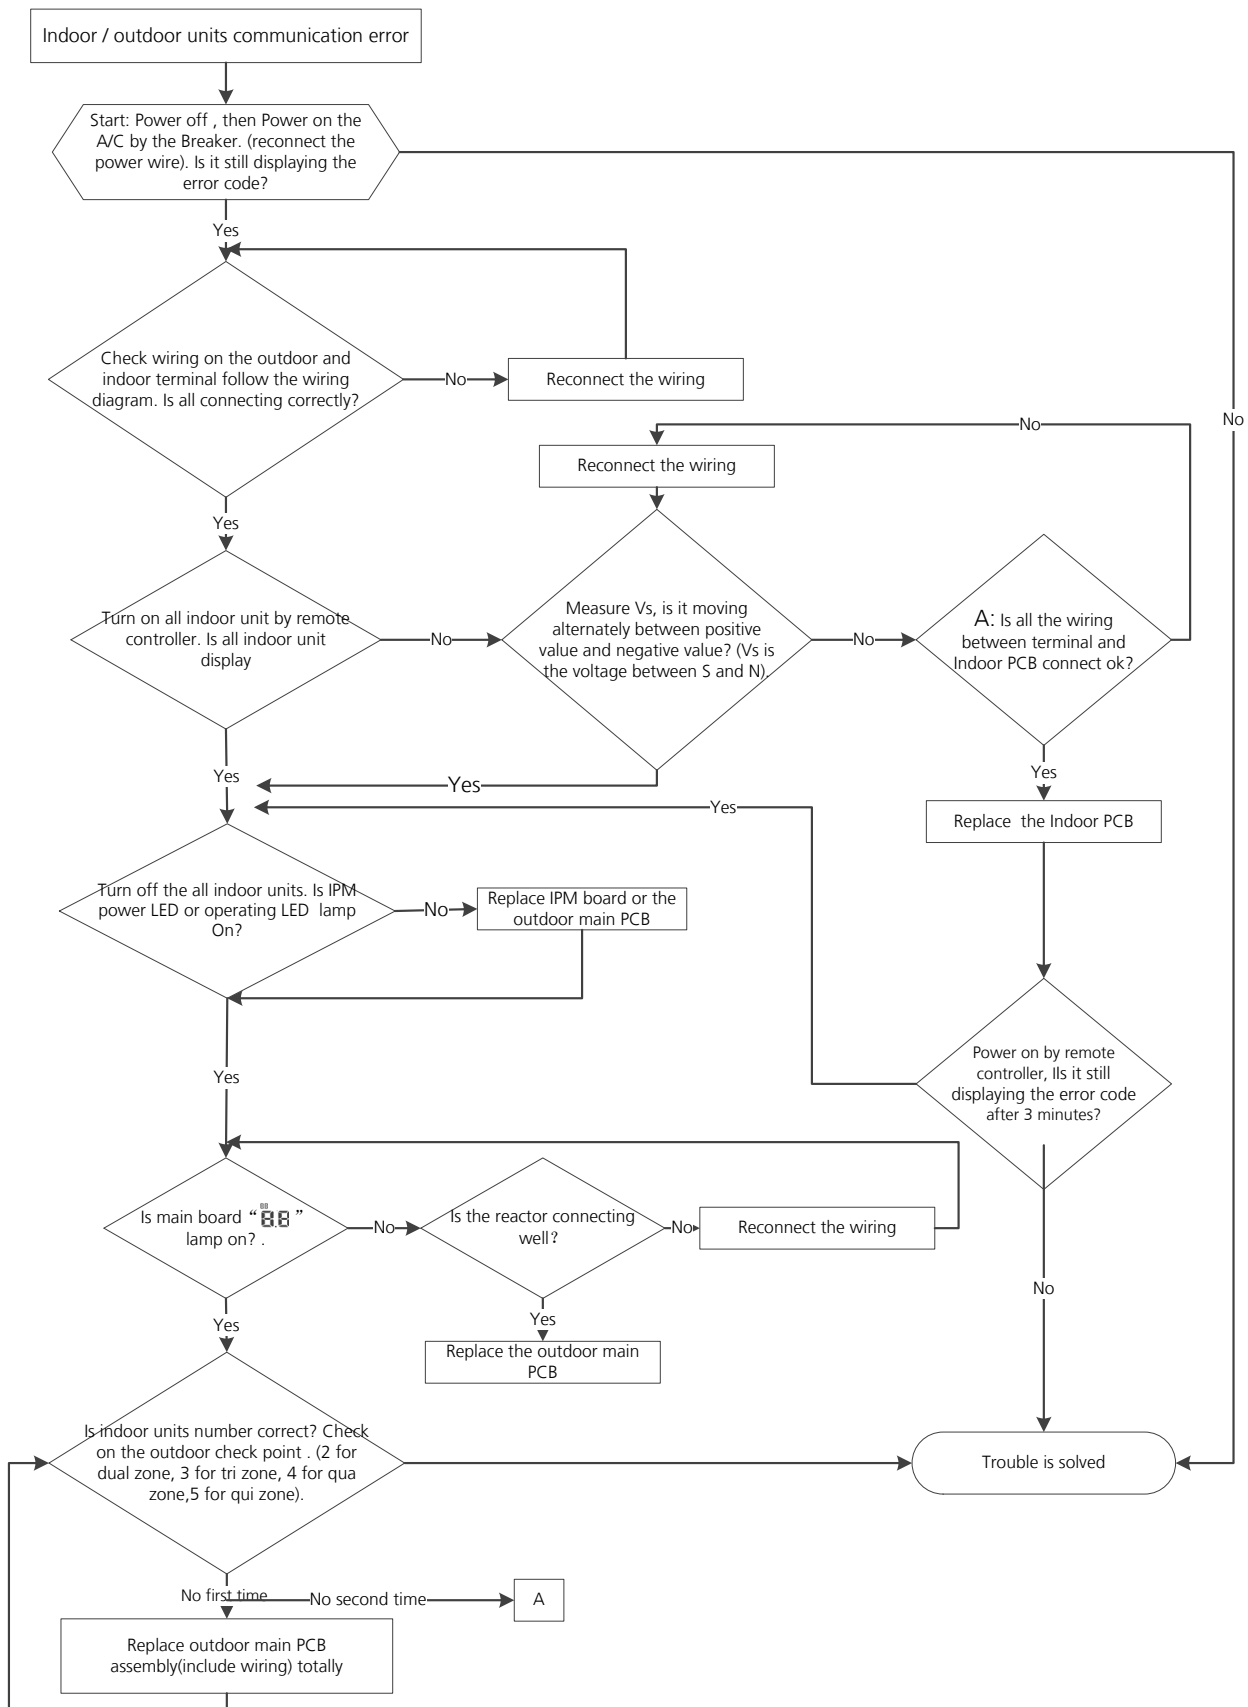 Indoor / outdoor units communication error
Start: Power off , then Power on the
A/C by the Breaker. (reconnect the
power wire). Is it still displaying the
error code?
Yes
No
Check wiring on the outdoor and
indoor terminal follow the wiring
diagram. Is all connecting correctly?
No
Reconnect the wiring
No
Reconnect the wiring
Yes
Turn on all indoor unit by remote
controller. Is all indoor unit
display
No
Measure Vs, is it moving
alternately between positive
value and negative value? (Vs is
the voltage between S and N).
No
A: Is all the wiring
between terminal and
Indoor PCB connect ok?
Yes
Yes
Yes
Yes
Replace the Indoor PCB
Turn off the all indoor units. Is IPM
power LED or operating LED lamp
On?
No
Replace IPM board or the
outdoor main PCB
Power on by remote
controller, IIs it still
displaying the error code
after 3 minutes?
Yes
Is main board “ 88 8.8 ”
lamp on? .
No
Is the reactor connecting
well?
No
Reconnect the wiring
No
Yes
Yes
Replace the outdoor main
PCB
Is indoor units number correct? Check
on the outdoor check point . (2 for
dual zone, 3 for tri zone, 4 for qua
zone,5 for qui zone).
Trouble is solved
No first time
No second time
A
Replace outdoor main PCB
assembly(include wiring) totally